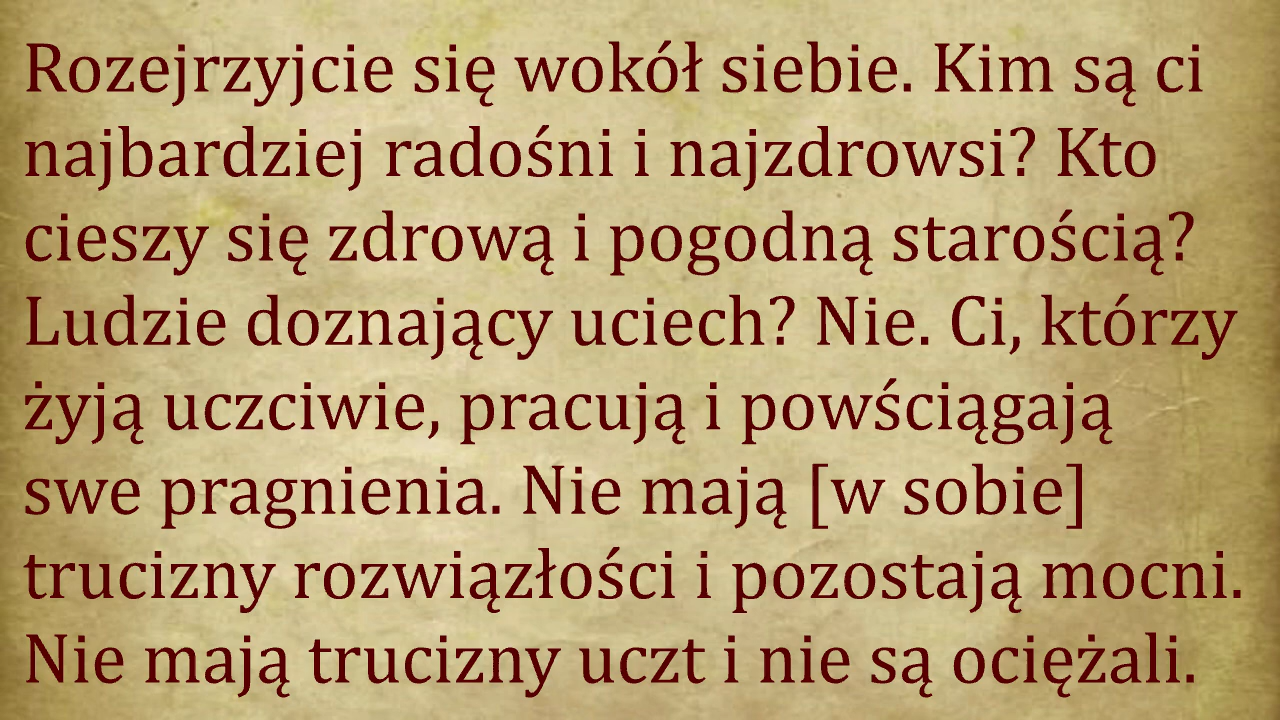 Rozejrzyjcie się wokół siebie. Kim są ci
najbardziej radośni i najzdrowsi? Kto
cieszy się zdrową i pogodną starością?
Ludzie doznający uciech? Nie. Ci, którzy
żyją uczciwie, pracują i powściągają
swe pragnienia. Nie mają [w sobie]
trucizny rozwiązłości i pozostają mocni.
Nie mają trucizny uczt i nie są ociężali.